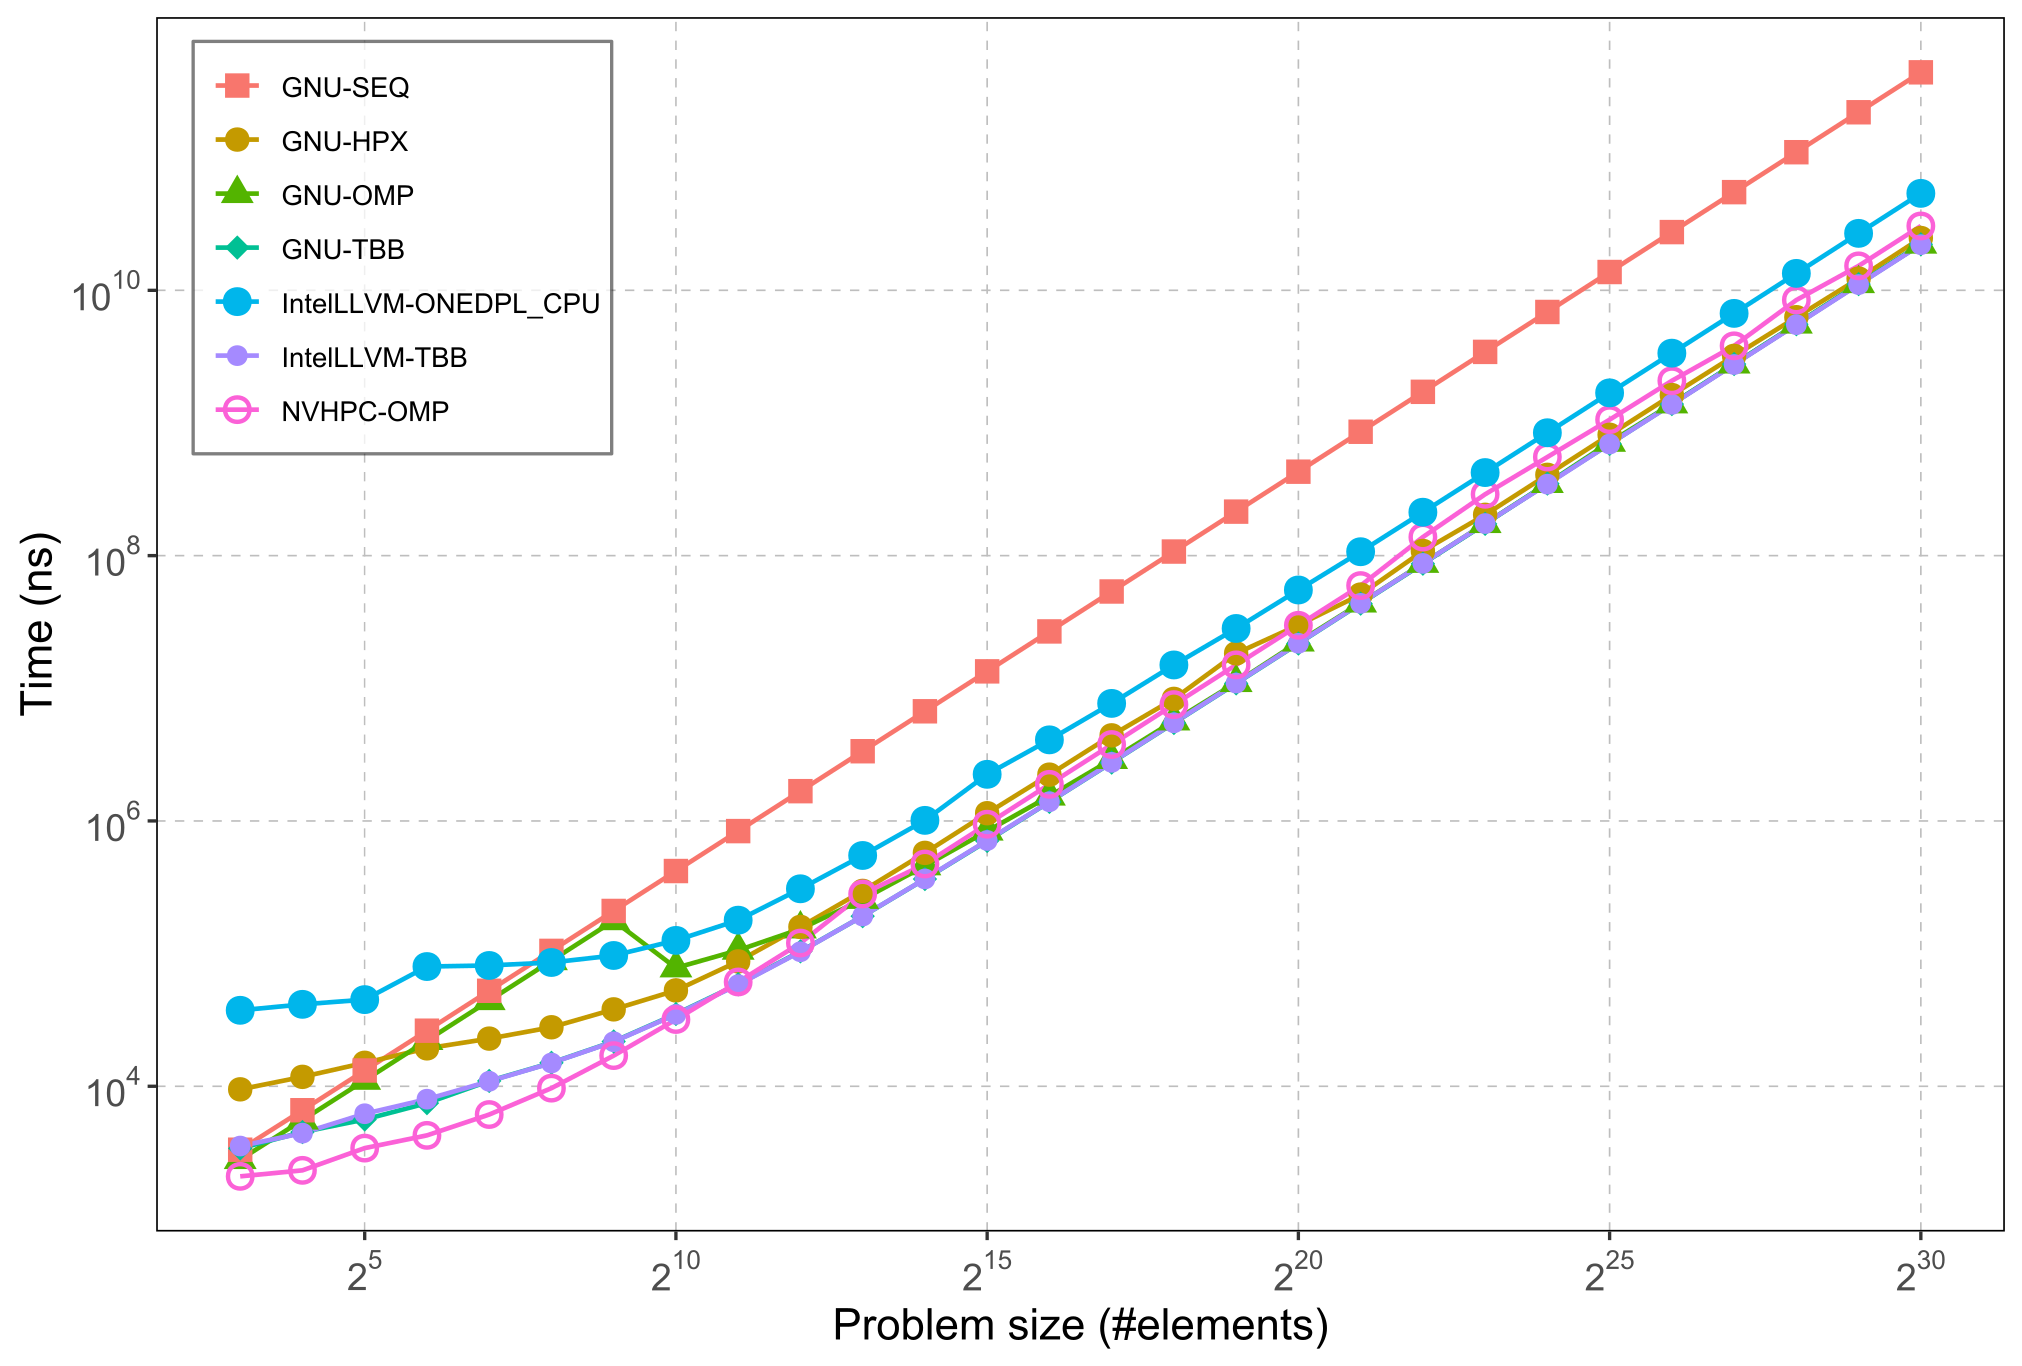 GNU-SEQ
GNU-HPX
GNU-OMP
GNU-TBB
IntelLLVM-ONEDPL_CPU
IntelLLVM-TBB
NVHPC-OMP
10^10
10^8
10^6
10^4
Time (ns)
2^5 2^10 2^15 2^20 2^25 2^30
Problem size (#elements)